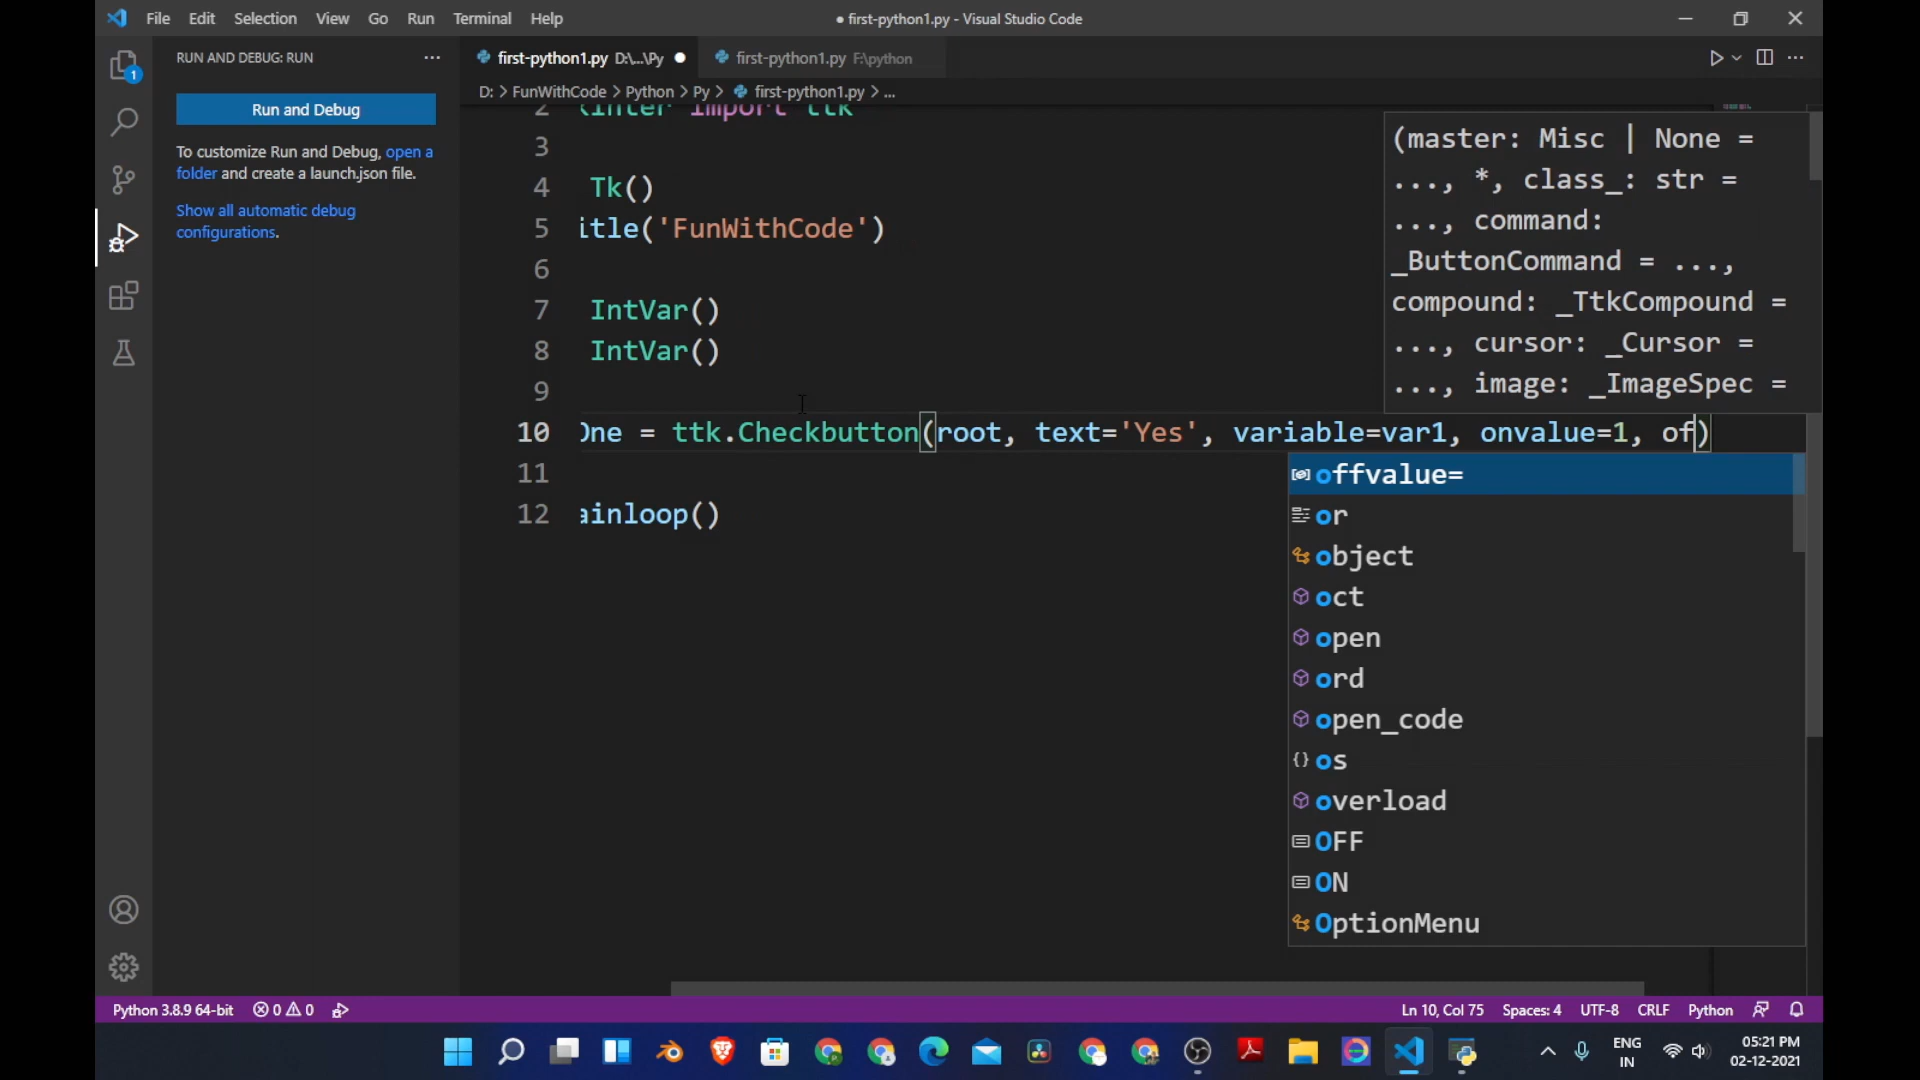 File Edit Selection View Go Run Terminal Help
● first-python1.py - Visual Studio Code
RUN AND DEBUG: RUN
Run and Debug
To customize Run and Debug, open a
folder and create a launch.json file.
Show all automatic debug
configurations.
1
first-python1.py D:\...\Py
first-python1.py F:\python
D: > FunWithCode > Python > Py > first-python1.py > ...
2 kinter import ttk
3
4 Tk()
5 itle('FunWithCode')
6
7 IntVar()
8 IntVar()
9
10 One = ttk.Checkbutton(root, text='Yes', variable=var1, onvalue=1, of)
11
12 ainloop()
(master: Misc | None =
..., *, class_: str =
..., command:
_ButtonCommand = ...,
compound: _TtkCompound =
..., cursor: _Cursor =
..., image: _ImageSpec =
offvalue=
or
object
oct
open
ord
open_code
os
overload
OFF
ON
OptionMenu
Python 3.8.9 64-bit 0 0
Ln 10, Col 75 Spaces: 4 UTF-8 CRLF Python
ENG
IN
05:21 PM
02-12-2021